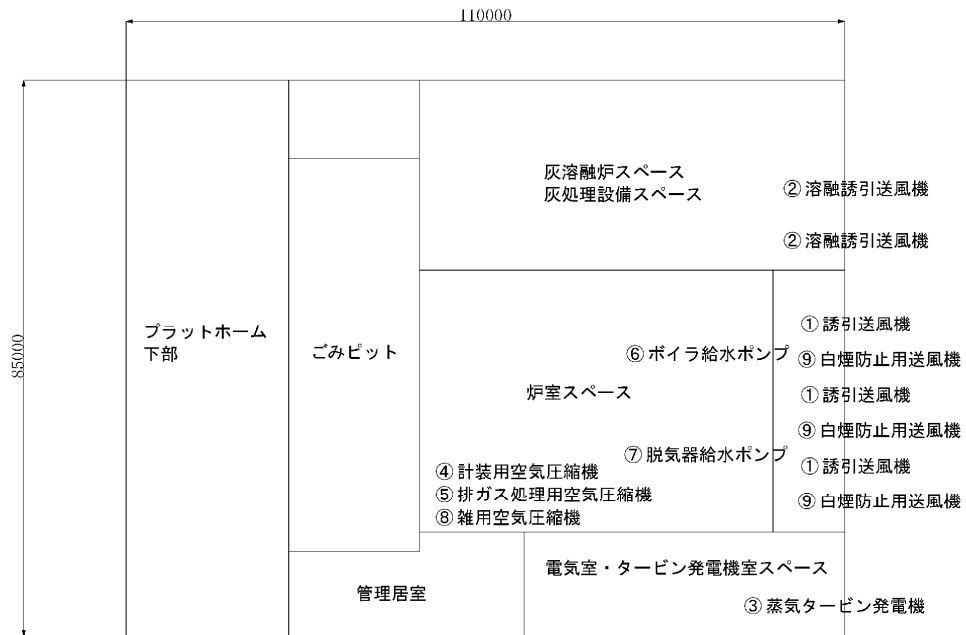 110000
85000
灰溶融炉スペース
灰処理設備スペース
② 溶融誘引送風機
② 溶融誘引送風機
プラットホーム
下部
ごみピット
炉室スペース
⑥ ボイラ給水ポンプ
⑦ 脱気器給水ポンプ
① 誘引送風機
⑨ 白煙防止用送風機
① 誘引送風機
⑨ 白煙防止用送風機
① 誘引送風機
⑨ 白煙防止用送風機
④ 計装用空気圧縮機
⑤ 排ガス処理用空気圧縮機
⑧ 雑用空気圧縮機
管理居室
電気室・タービン発電機室スペース
③ 蒸気タービン発電機